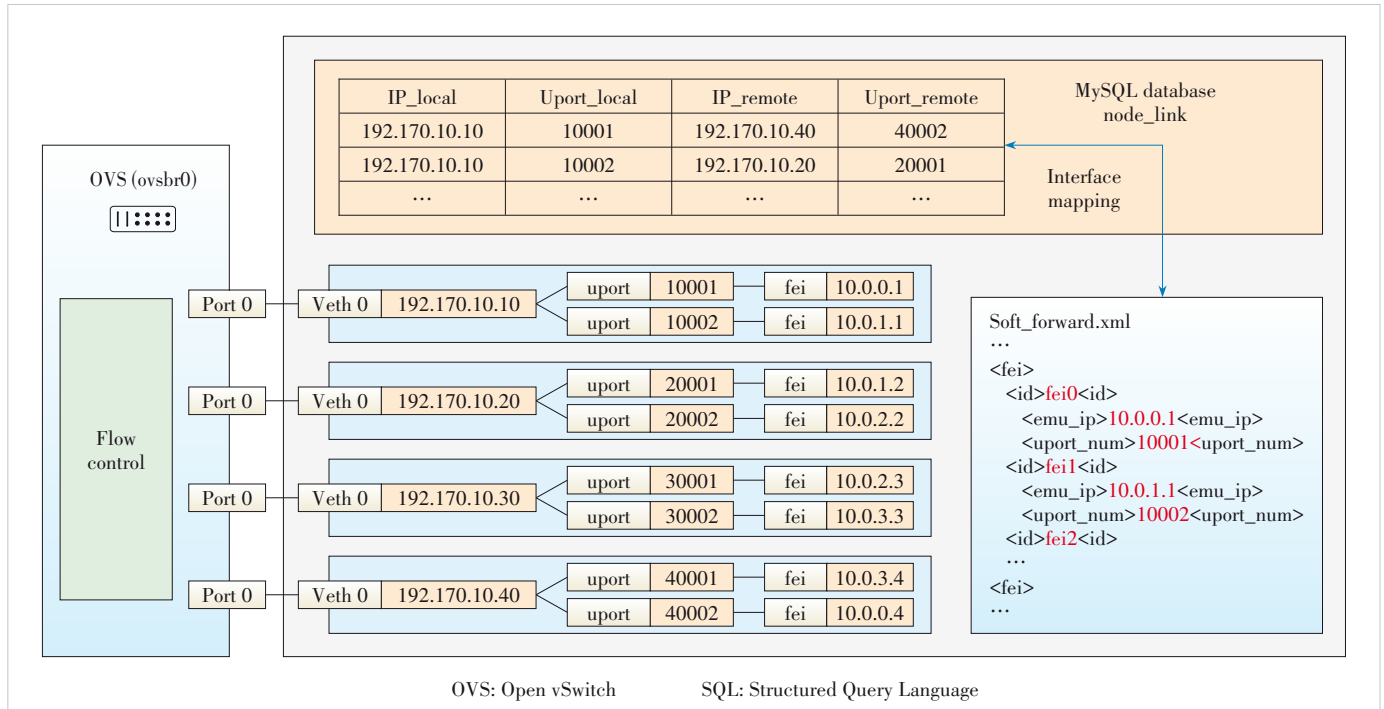 IP_local Uport_local IP_remote Uport_remote
192.170.10.10 10001 192.170.10.40 40002
192.170.10.10 10002 192.170.10.20 20001
... ... ... ...
MySQL database
node_link
Interface
mapping
OVS (ovsbr0)
Flow
control
Port 0 Veth 0 192.170.10.10
uport 10001 fei 10.0.0.1
uport 10002 fei 10.0.1.1
Port 0 Veth 0 192.170.10.20
uport 20001 fei 10.0.1.2
uport 20002 fei 10.0.2.2
Port 0 Veth 0 192.170.10.30
uport 30001 fei 10.0.2.3
uport 30002 fei 10.0.3.3
Port 0 Veth 0 192.170.10.40
uport 40001 fei 10.0.3.4
uport 40002 fei 10.0.0.4
Soft_forward.xml
...
<fei>
<id>fei0<id>
<emu_ip>10.0.0.1<emu_ip>
<uport_num>10001<uport_num>
<id>fei1<id>
<emu_ip>10.0.1.1<emu_ip>
<uport_num>10002<uport_num>
<id>fei2<id>
...
<fei>
...
OVS: Open vSwitch SQL: Structured Query Language